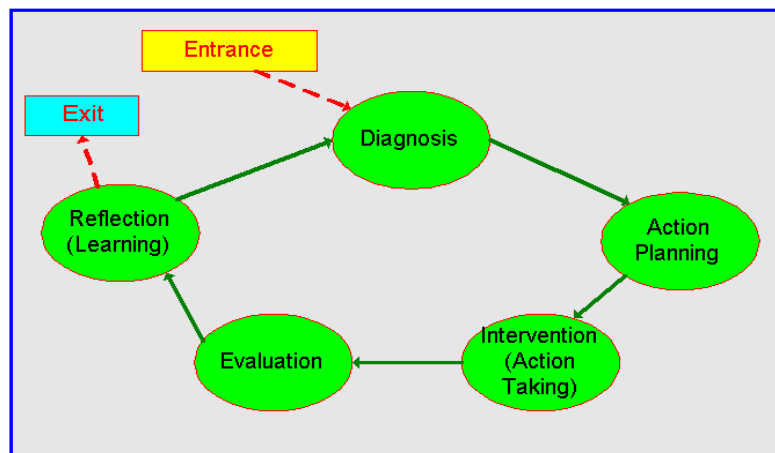 Entrance
Exit
Diagnosis
Reflection
(Learning)
Action
Planning
Intervention
(Action
Taking)
Evaluation